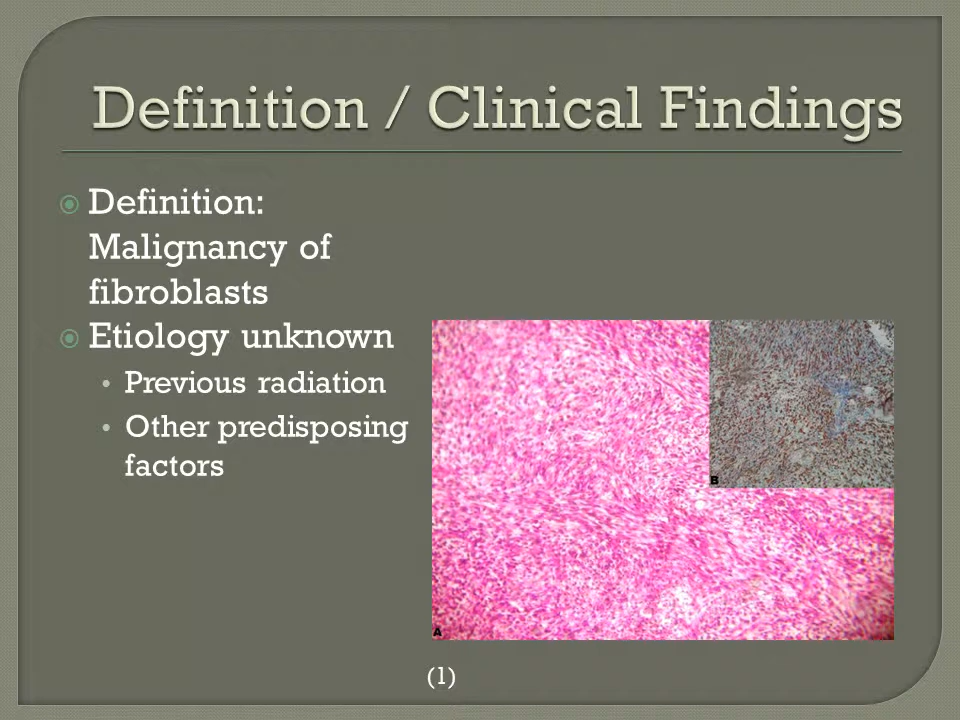 Definition / Clinical Findings
Definition:
Malignancy of
fibroblasts
Etiology unknown
• Previous radiation
• Other predisposing
factors
B
A
(1)